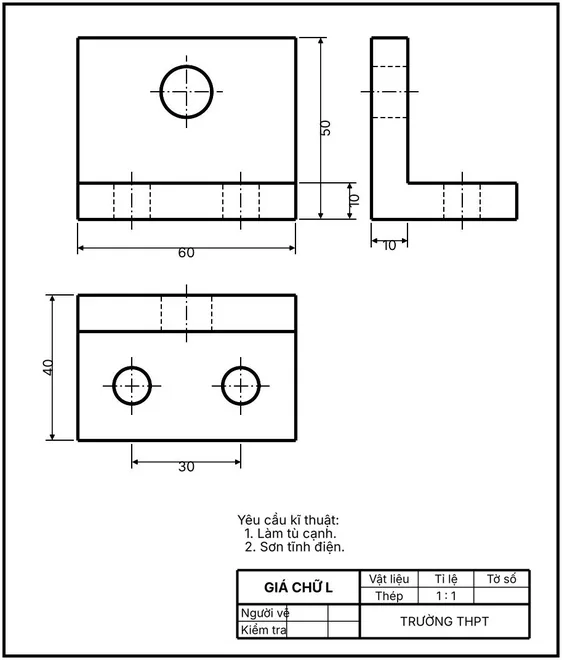 50
10
60
10
40
30
Yêu cầu kĩ thuật:
1. Làm tù cạnh.
2. Sơn tĩnh điện.
GIÁ CHỮ L
Vật liệu
Tỉ lệ
Tờ số
Thép
1 : 1
Người vẽ
Kiểm tra
TRƯỜNG THPT